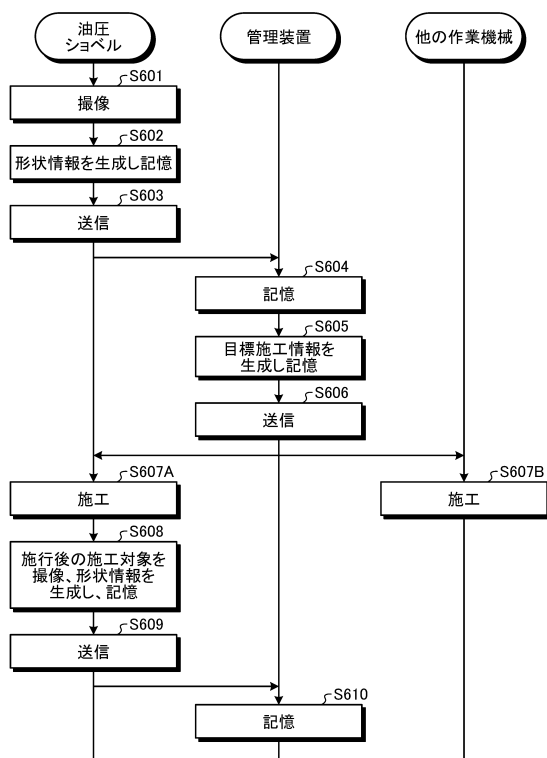 油圧
ショベル
管理装置
他の作業機械
S601
撮像
S602
形状情報を生成し記憶
S603
送信
S604
記憶
S605
目標施工情報を
生成し記憶
S606
送信
S607A
施工
S607B
施工
S608
施行後の施工対象を
撮像、形状情報を
生成し、記憶
S609
送信
S610
記憶